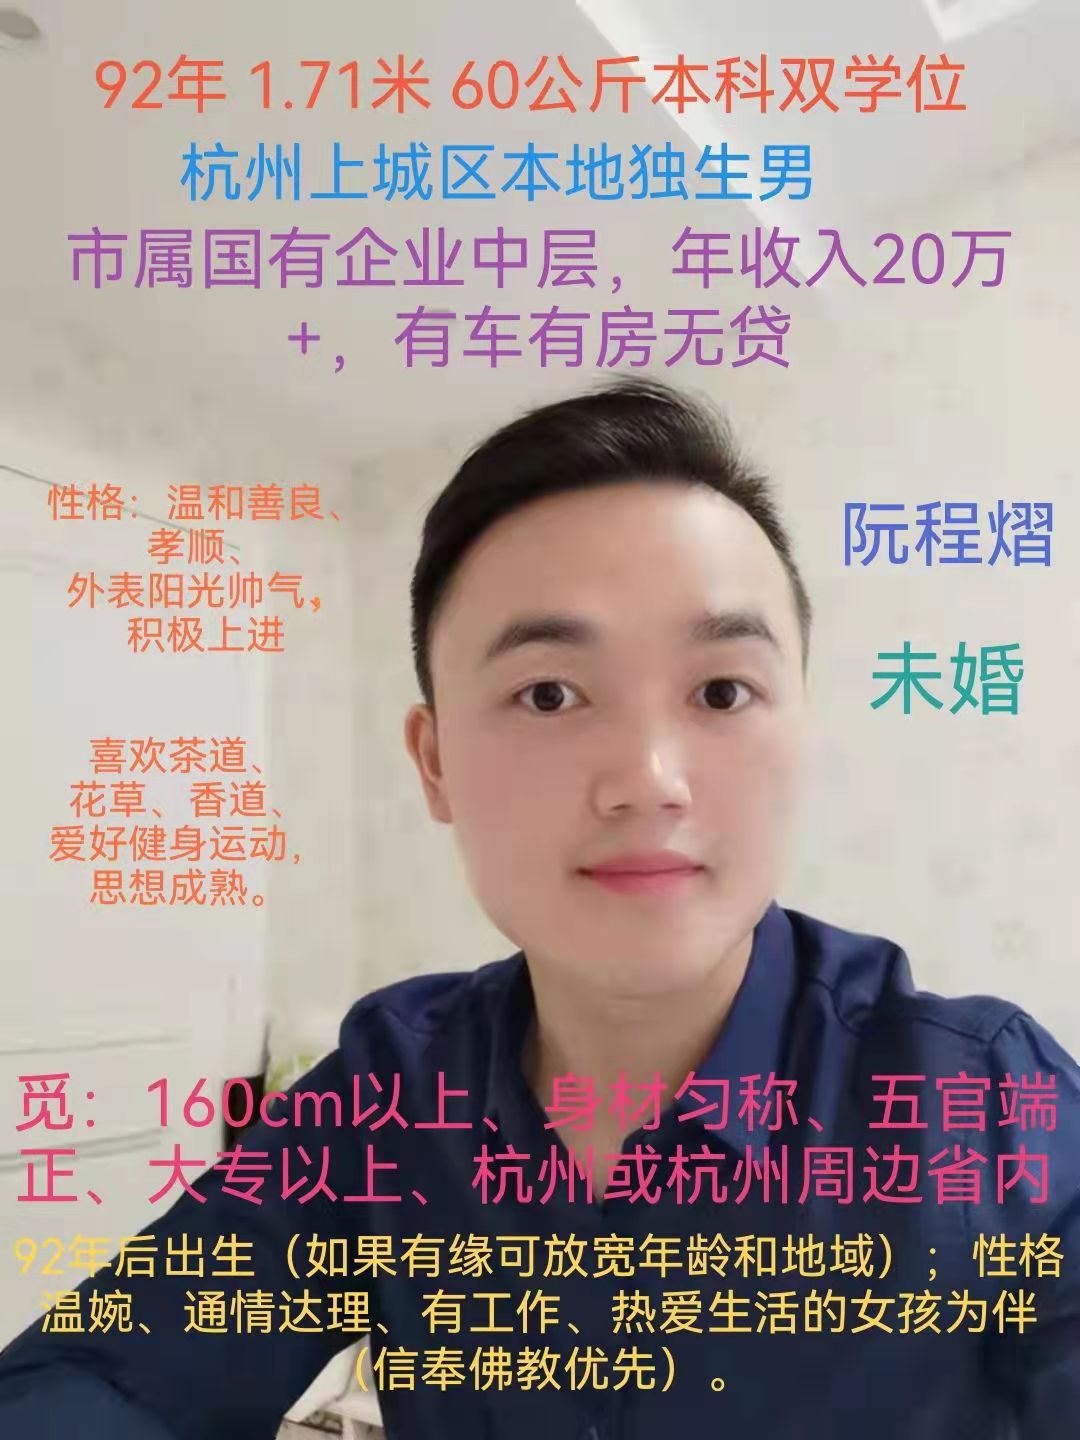 92年 1.71米 60公斤本科双学位
杭州上城区本地独生男
市属国有企业中层，年收入20万
+，有车有房无贷
性格：温和善良、
孝顺、
外表阳光帅气，
积极上进
阮程熠
未婚
喜欢茶道、
花草、香道、
爱好健身运动，
思想成熟。
觅：160cm以上、身材匀称、五官端
正、大专以上、杭州或杭州周边省内
92年后出生（如果有缘可放宽年龄和地域）；性格
温婉、通情达理、有工作、热爱生活的女孩为伴
（信奉佛教优先）。